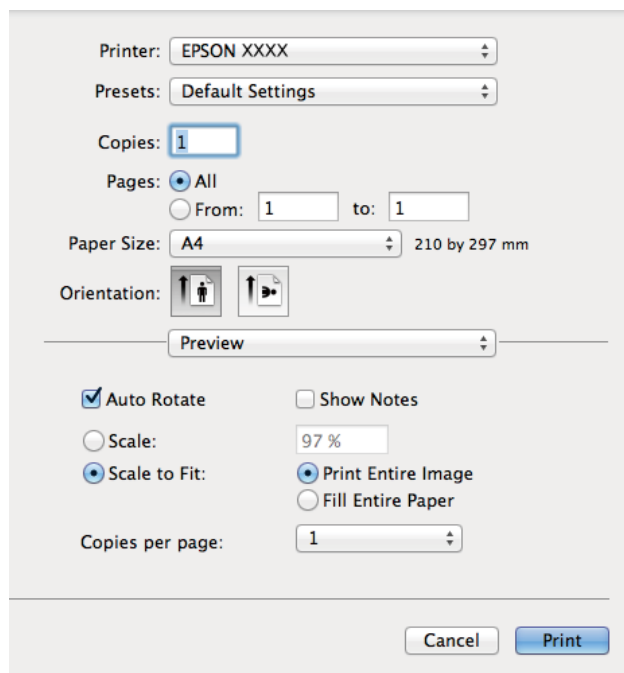 Printer: EPSON XXXX
Presets: Default Settings
Copies: 1
Pages: All
From: 1 to: 1
Paper Size: A4 210 by 297 mm
Orientation:
Preview
Auto Rotate Show Notes
Scale: 97 %
Scale to Fit: Print Entire Image
Fill Entire Paper
Copies per page: 1
Cancel Print